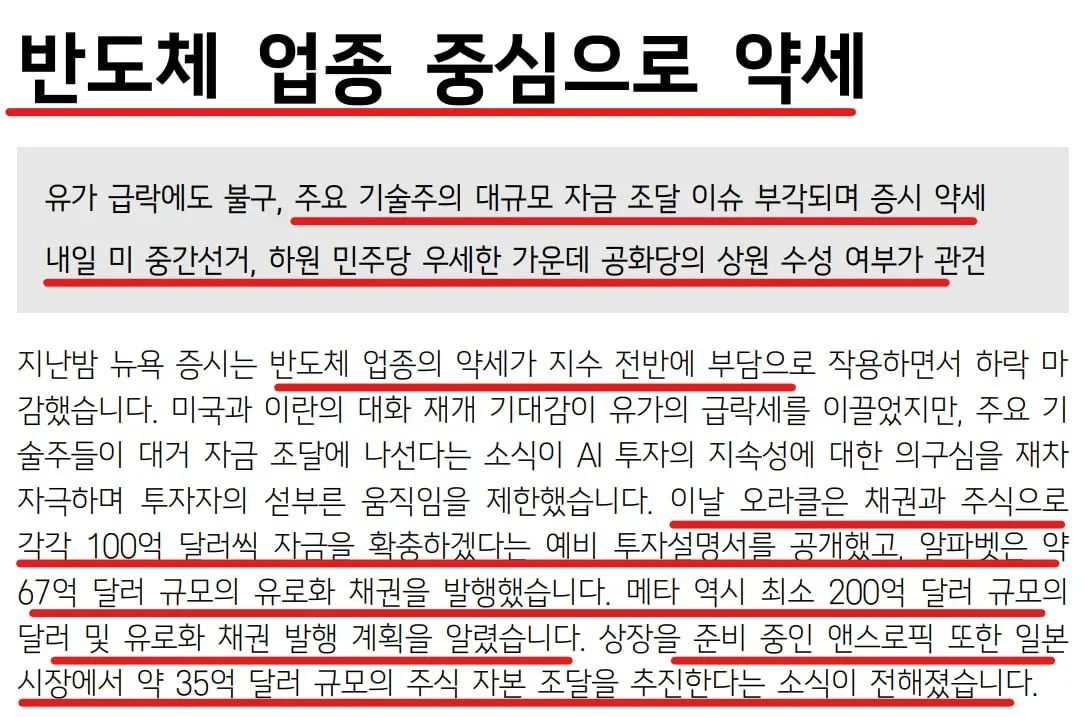 반도체 업종 중심으로 약세
유가 급락에도 불구, 주요 기술주의 대규모 자금 조달 이슈 부각되며 증시 약세
내일 미 중간선거, 하원 민주당 우세한 가운데 공화당의 상원 수성 여부가 관건
지난밤 뉴욕 증시는 반도체 업종의 약세가 지수 전반에 부담으로 작용하면서 하락 마
감했습니다. 미국과 이란의 대화 재개 기대감이 유가의 급락세를 이끌었지만, 주요 기
술주들이 대거 자금 조달에 나선다는 소식이 AI 투자의 지속성에 대한 의구심을 재차
자극하며 투자자의 섣부른 움직임을 제한했습니다. 이날 오라클은 채권과 주식으로
각각 100억 달러씩 자금을 확충하겠다는 예비 투자설명서를 공개했고, 알파벳은 약
67억 달러 규모의 유로화 채권을 발행했습니다. 메타 역시 최소 200억 달러 규모의
달러 및 유로화 채권 발행 계획을 알렸습니다. 상장을 준비 중인 앤스로픽 또한 일본
시장에서 약 35억 달러 규모의 주식 자본 조달을 추진한다는 소식이 전해졌습니다.